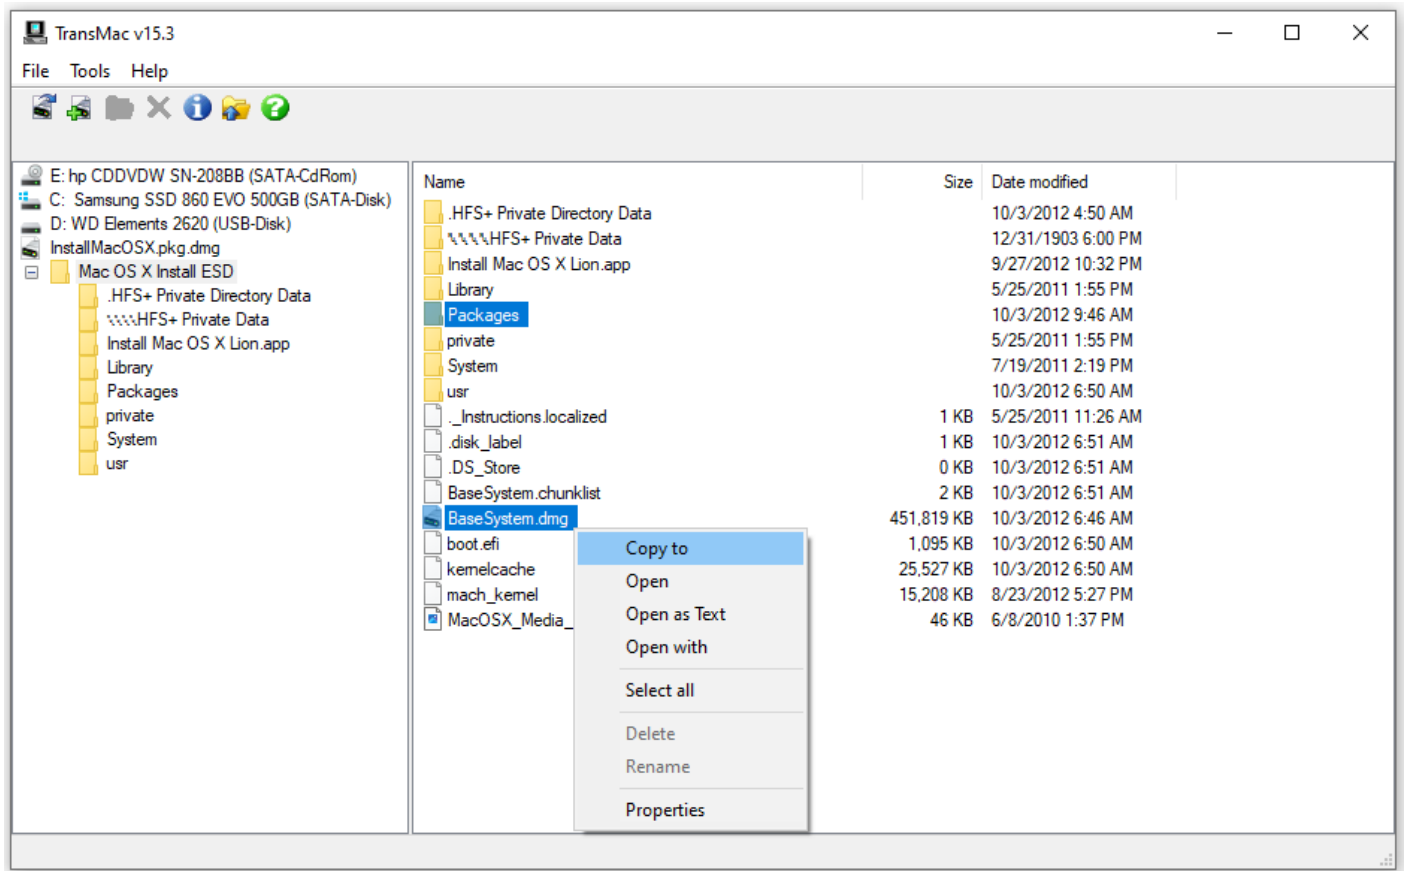 TransMac v15.3
File Tools Help
E: hp CDDVDW SN-208BB (SATA-CdRom)
C: Samsung SSD 860 EVO 500GB (SATA-Disk)
D: WD Elements 2620 (USB-Disk)
InstallMacOSX.pkg.dmg
Mac OS X Install ESD
.HFS+ Private Directory Data
␀␀␀␀HFS+ Private Data
Install Mac OS X Lion.app
Library
Packages
private
System
usr
Name Size Date modified
.HFS+ Private Directory Data 10/3/2012 4:50 AM
␀␀␀␀HFS+ Private Data 12/31/1903 6:00 PM
Install Mac OS X Lion.app 9/27/2012 10:32 PM
Library 5/25/2011 1:55 PM
Packages 10/3/2012 9:46 AM
private 5/25/2011 1:55 PM
System 7/19/2011 2:19 PM
usr 10/3/2012 6:50 AM
._Instructions.localized 1 KB 5/25/2011 11:26 AM
.disk_label 1 KB 10/3/2012 6:51 AM
.DS_Store 0 KB 10/3/2012 6:51 AM
BaseSystem.chunklist 2 KB 10/3/2012 6:51 AM
BaseSystem.dmg 451,819 KB 10/3/2012 6:46 AM
boot.efi 1,095 KB 10/3/2012 6:50 AM
kernelcache 25,527 KB 10/3/2012 6:50 AM
mach_kernel 15,208 KB 8/23/2012 5:27 PM
MacOSX_Media_ 46 KB 6/8/2010 1:37 PM
Copy to
Open
Open as Text
Open with
Select all
Delete
Rename
Properties